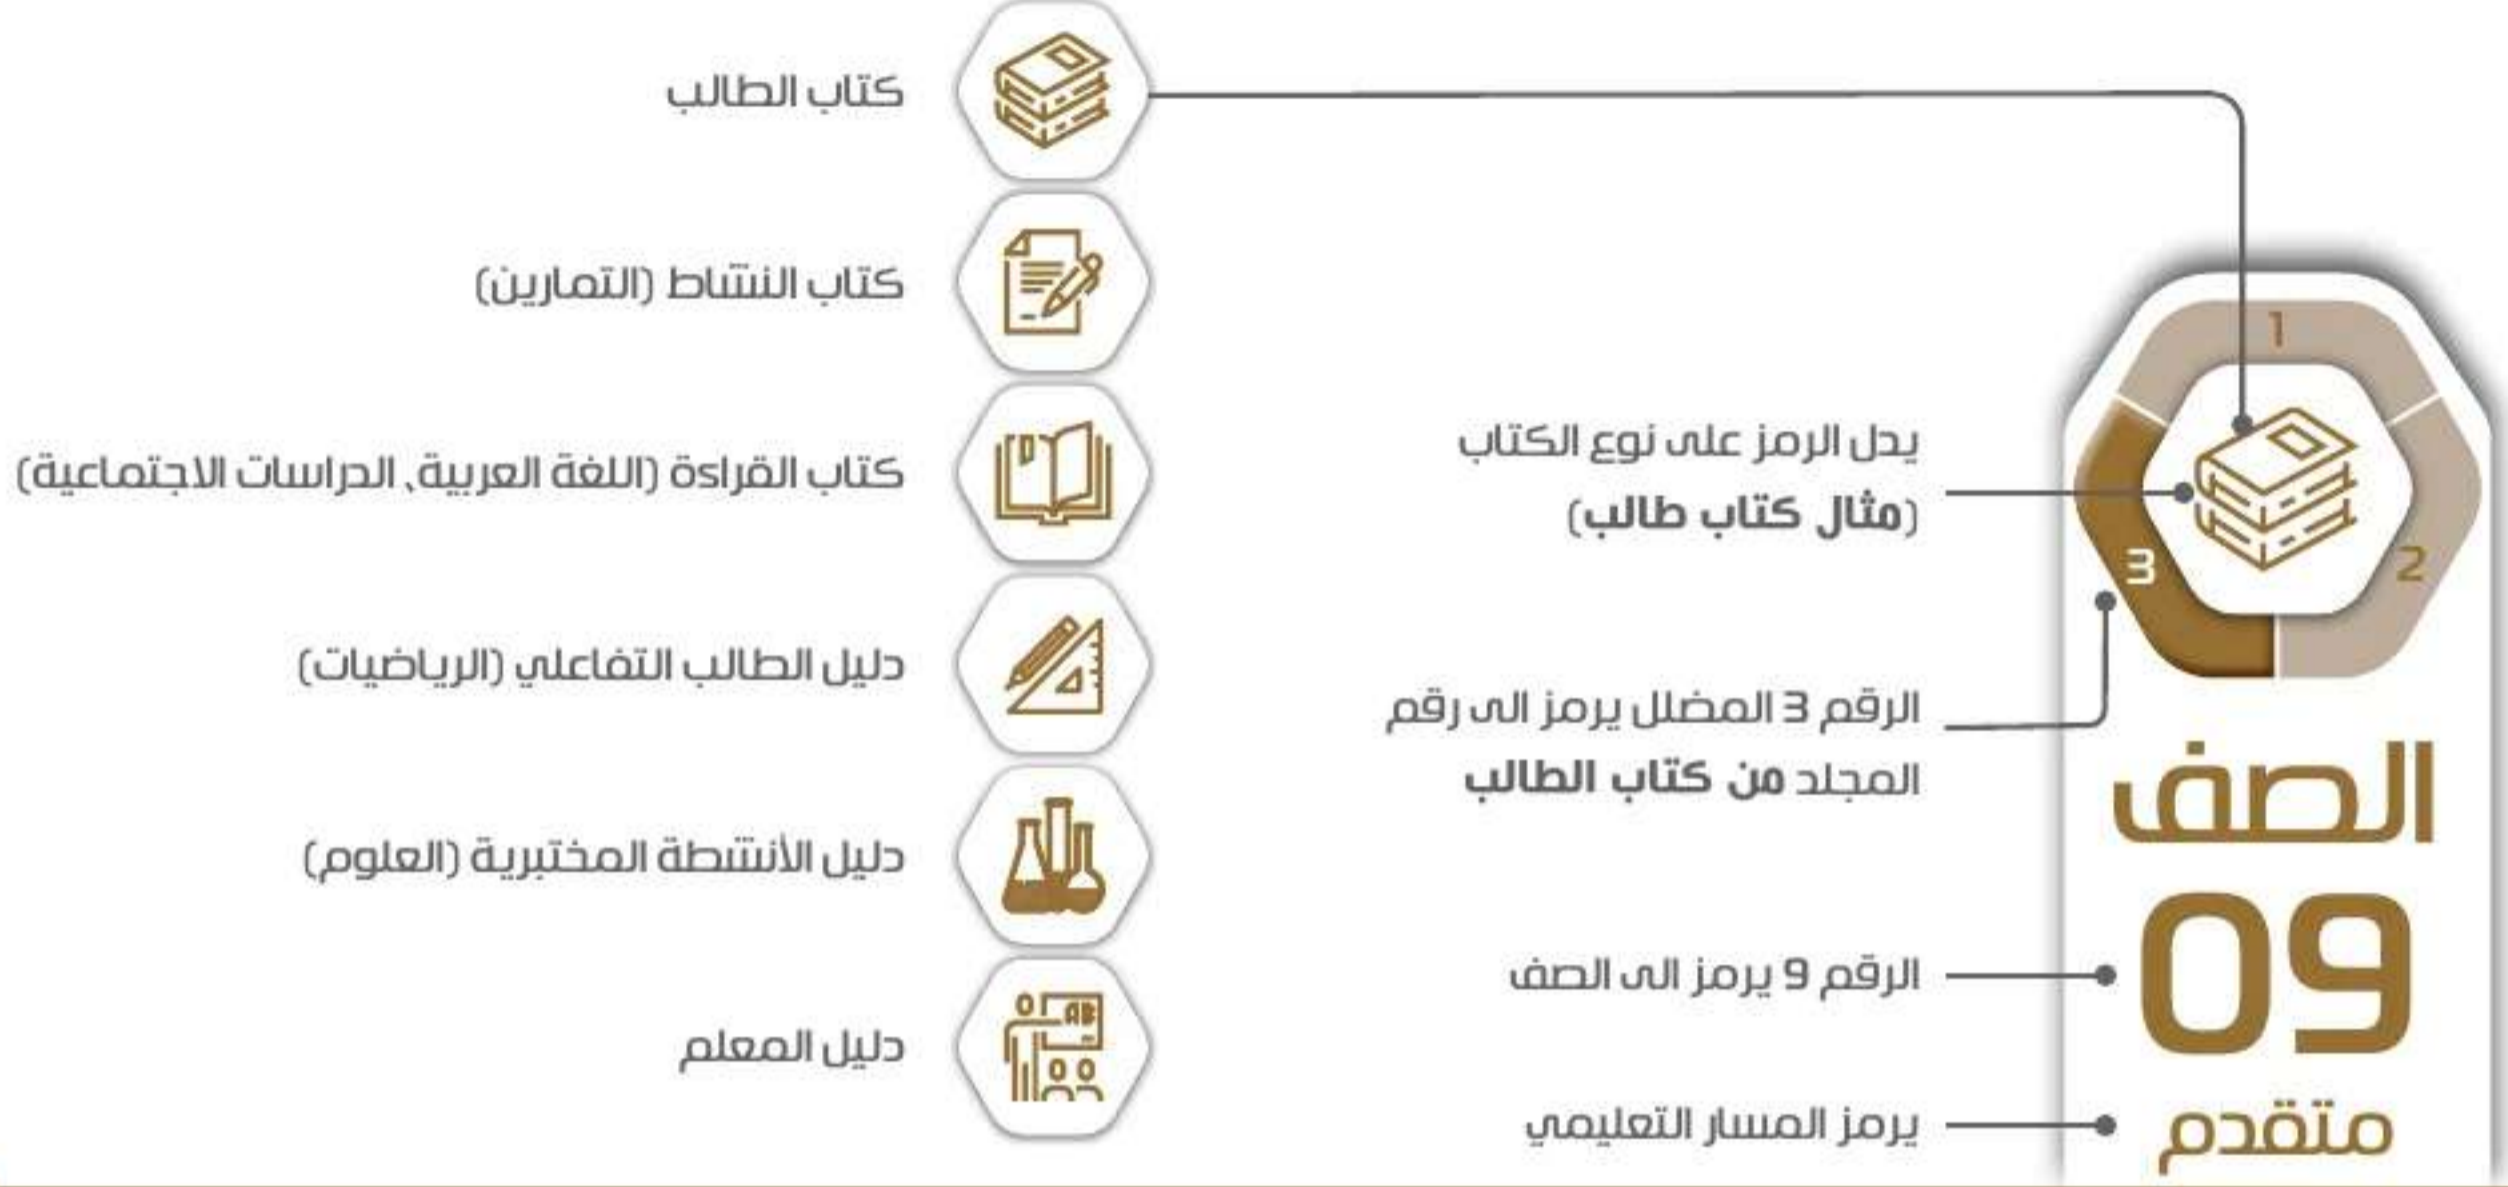 1
2
3
الصف
09
متقدم
يدل الرمز على نوع الكتاب
(مثال كتاب طالب)
الرقم 3 المضلل يرمز الى رقم
المجلد من كتاب الطالب
الرقم 9 يرمز الى الصف
يرمز المسار التعليمي
كتاب الطالب
كتاب النشاط (التمارين)
كتاب القراءة (اللغة العربية، الدراسات الاجتماعية)
دليل الطالب التفاعلي (الرياضيات)
دليل الأنشطة المختبرية (العلوم)
AB
دليل المعلم